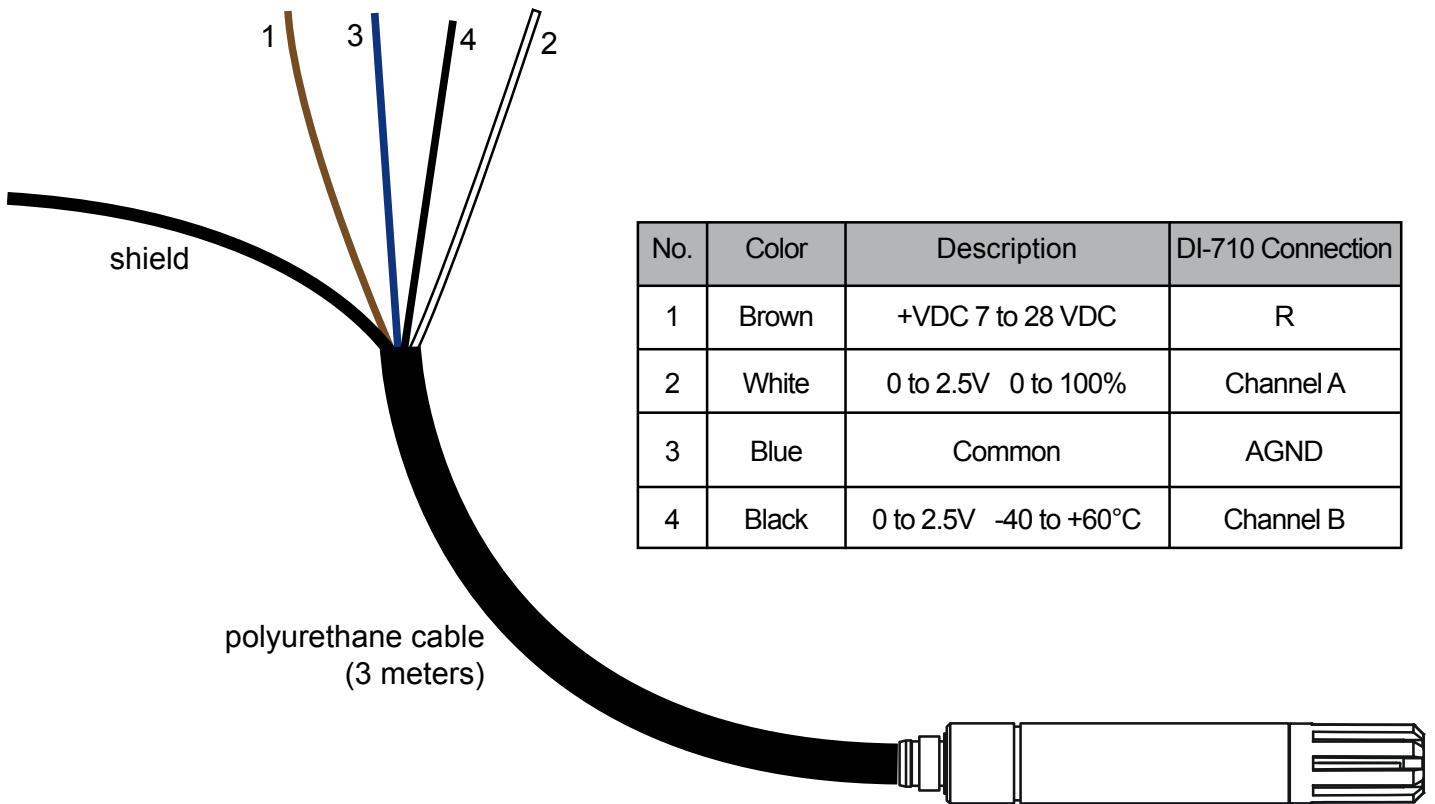 1
3
4
2
shield
No. Color Description DI-710 Connection
1 Brown +VDC 7 to 28 VDC R
2 White 0 to 2.5V 0 to 100% Channel A
3 Blue Common AGND
4 Black 0 to 2.5V -40 to +60°C Channel B
polyurethane cable
(3 meters)